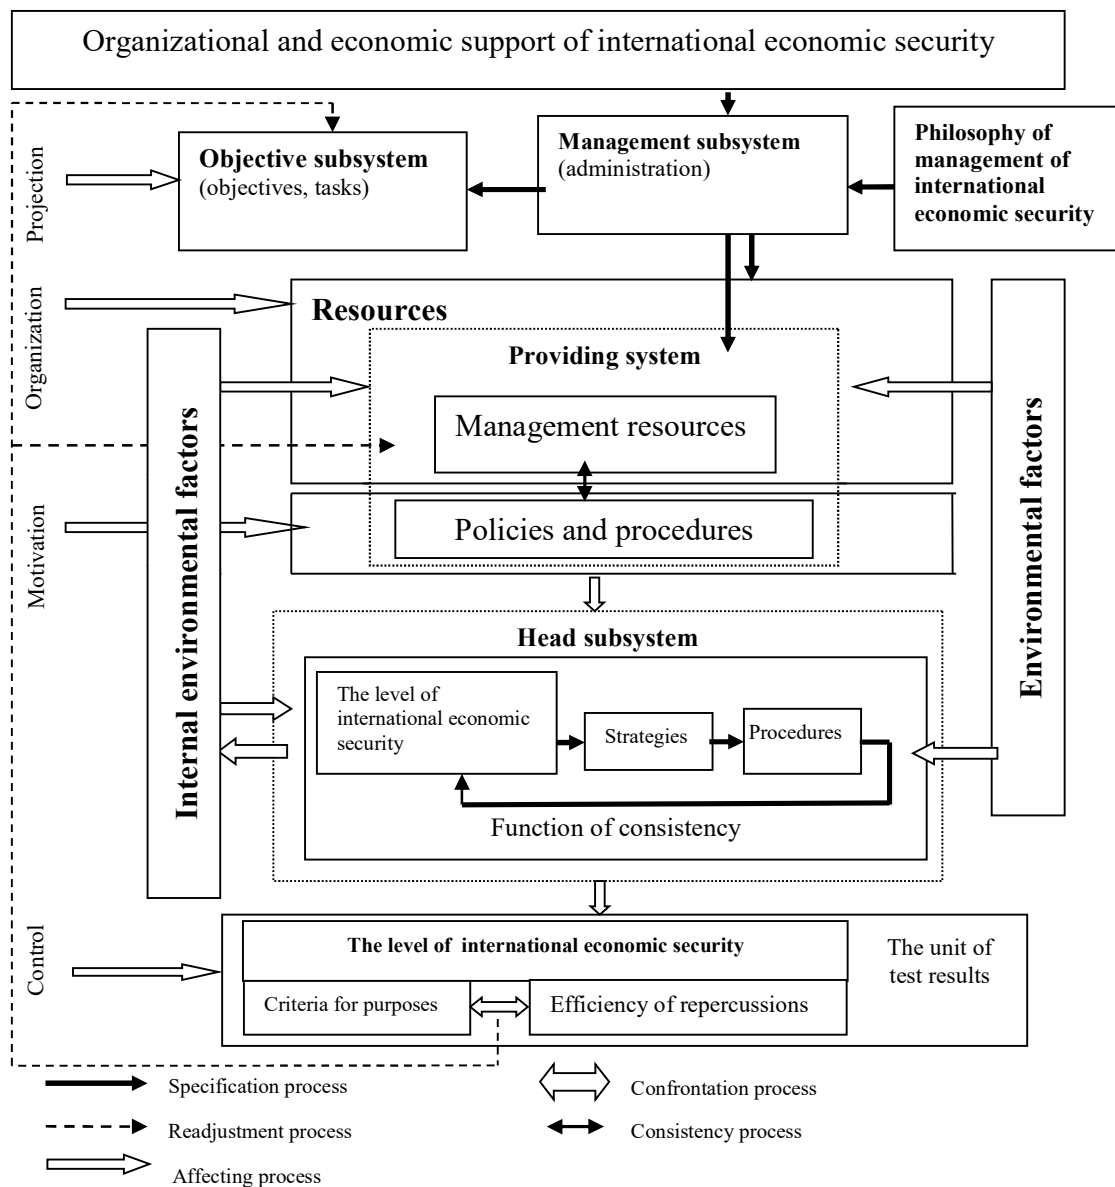 Organizational and economic support of international economic security
Projection
Objective subsystem
(objectives, tasks)
Management subsystem
(administration)
Philosophy of
management of
international
economic security
Organization
Resources
Providing system
Management resources
Internal environmental factors
Environmental factors
Motivation
Policies and procedures
Head subsystem
The level of
international economic
security
Strategies
Procedures
Function of consistency
Control
The level of international economic security
The unit of
test results
Criteria for purposes
Efficiency of repercussions
Specification process
Confrontation process
Readjustment process
Consistency process
Affecting process